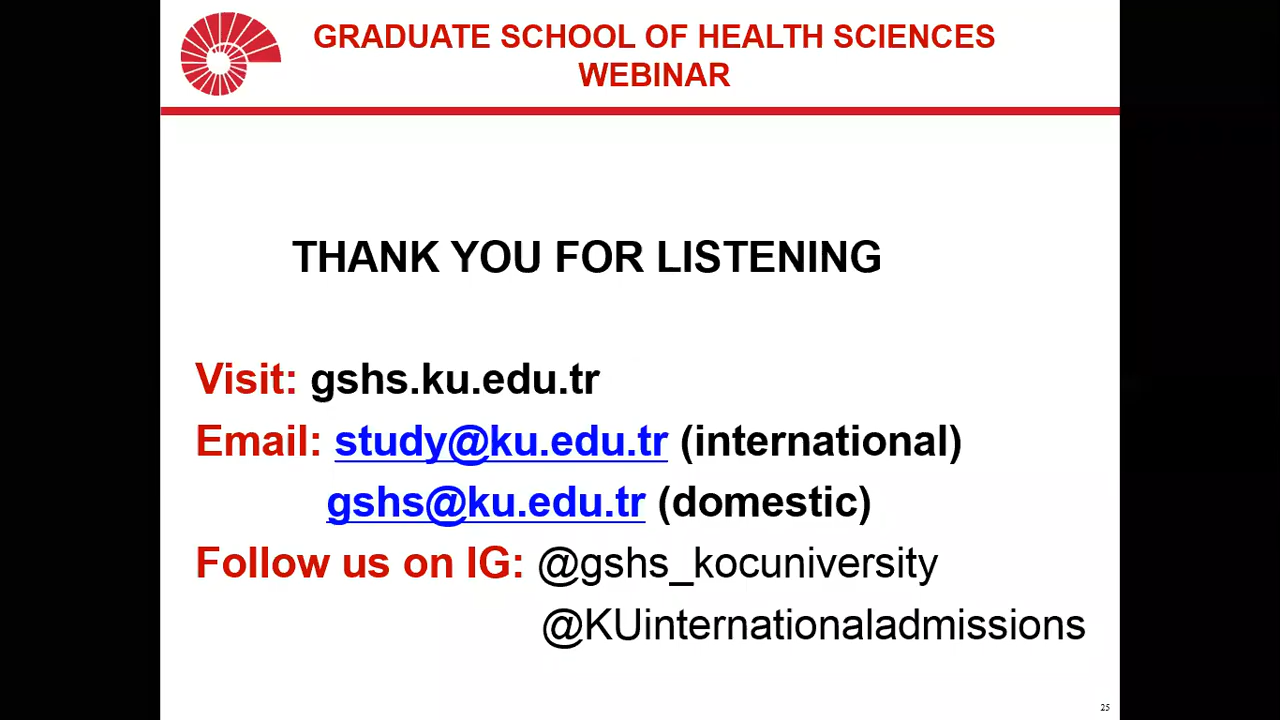 GRADUATE SCHOOL OF HEALTH SCIENCES
WEBINAR
THANK YOU FOR LISTENING
Visit: gshs.ku.edu.tr
Email: study@ku.edu.tr (international)
gshs@ku.edu.tr (domestic)
Follow us on IG: @gshs_kocuniversity
@KUinternationaladmissions
25